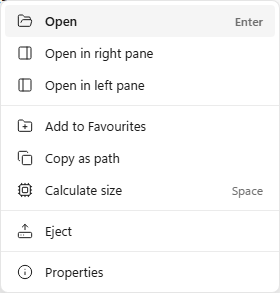 Open Enter
Open in right pane
Open in left pane
Add to Favourites
Copy as path
Calculate size Space
Eject
Properties